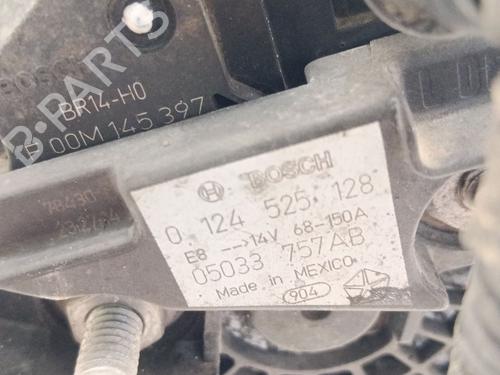 B-PARTS
BOSCH
BR14-H0
F 00M 145 397
BOSCH
0 124 525 128
E8 --> 14V 68-150A
05033 757AB
Made in MEXICO
904